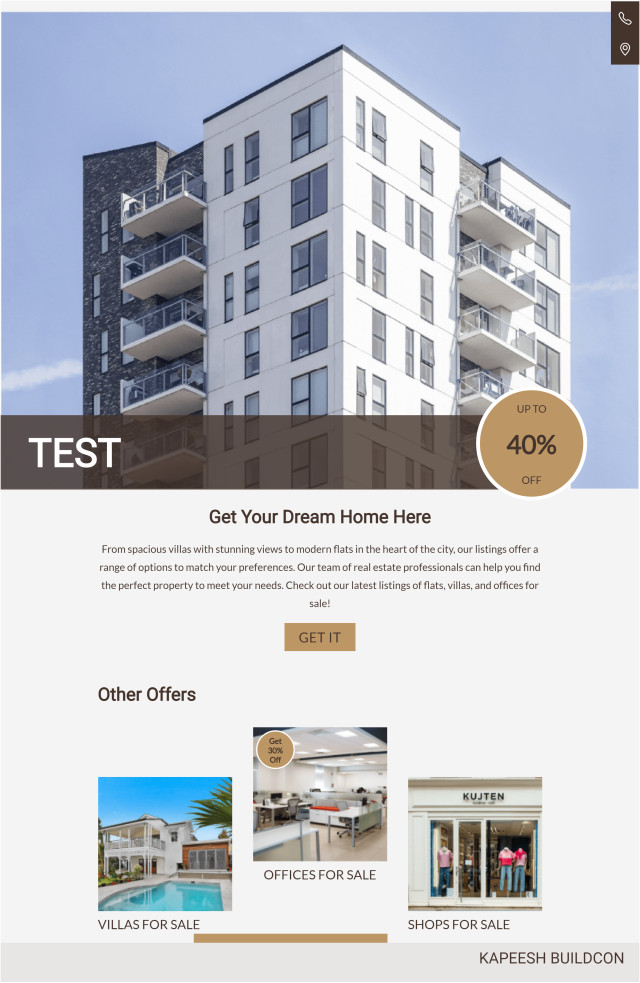 TEST
UP TO
40%
OFF
Get Your Dream Home Here
From spacious villas with stunning views to modern flats in the heart of the city, our listings offer a
range of options to match your preferences. Our team of real estate professionals can help you find
the perfect property to meet your needs. Check out our latest listings of flats, villas, and offices for
sale!
GET IT
Other Offers
Get
30%
Off
OFFICES FOR SALE
VILLAS FOR SALE
KUJTEN
SHOPS FOR SALE
KAPEESH BUILDCON